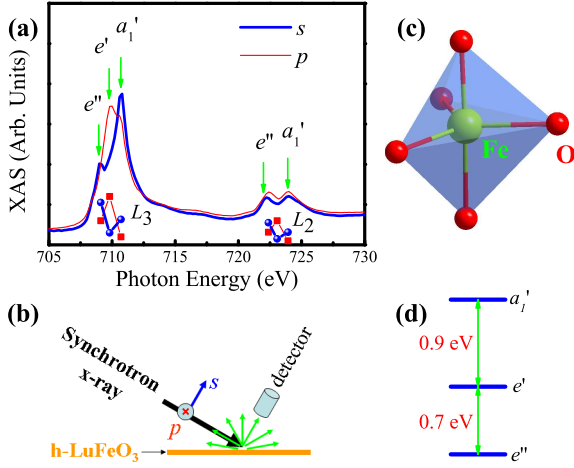 (a)
e'
a₁'
e"
s
p
e"
a₁'
L₃
L₂
XAS (Arb. Units)
705 710 715 720 725 730
Photon Energy (eV)
(b)
Synchrotron
x-ray
s
p
detector
h-LuFeO₃
(c)
Fe
O
(d)
a₁'
0.9 eV
e'
0.7 eV
e"